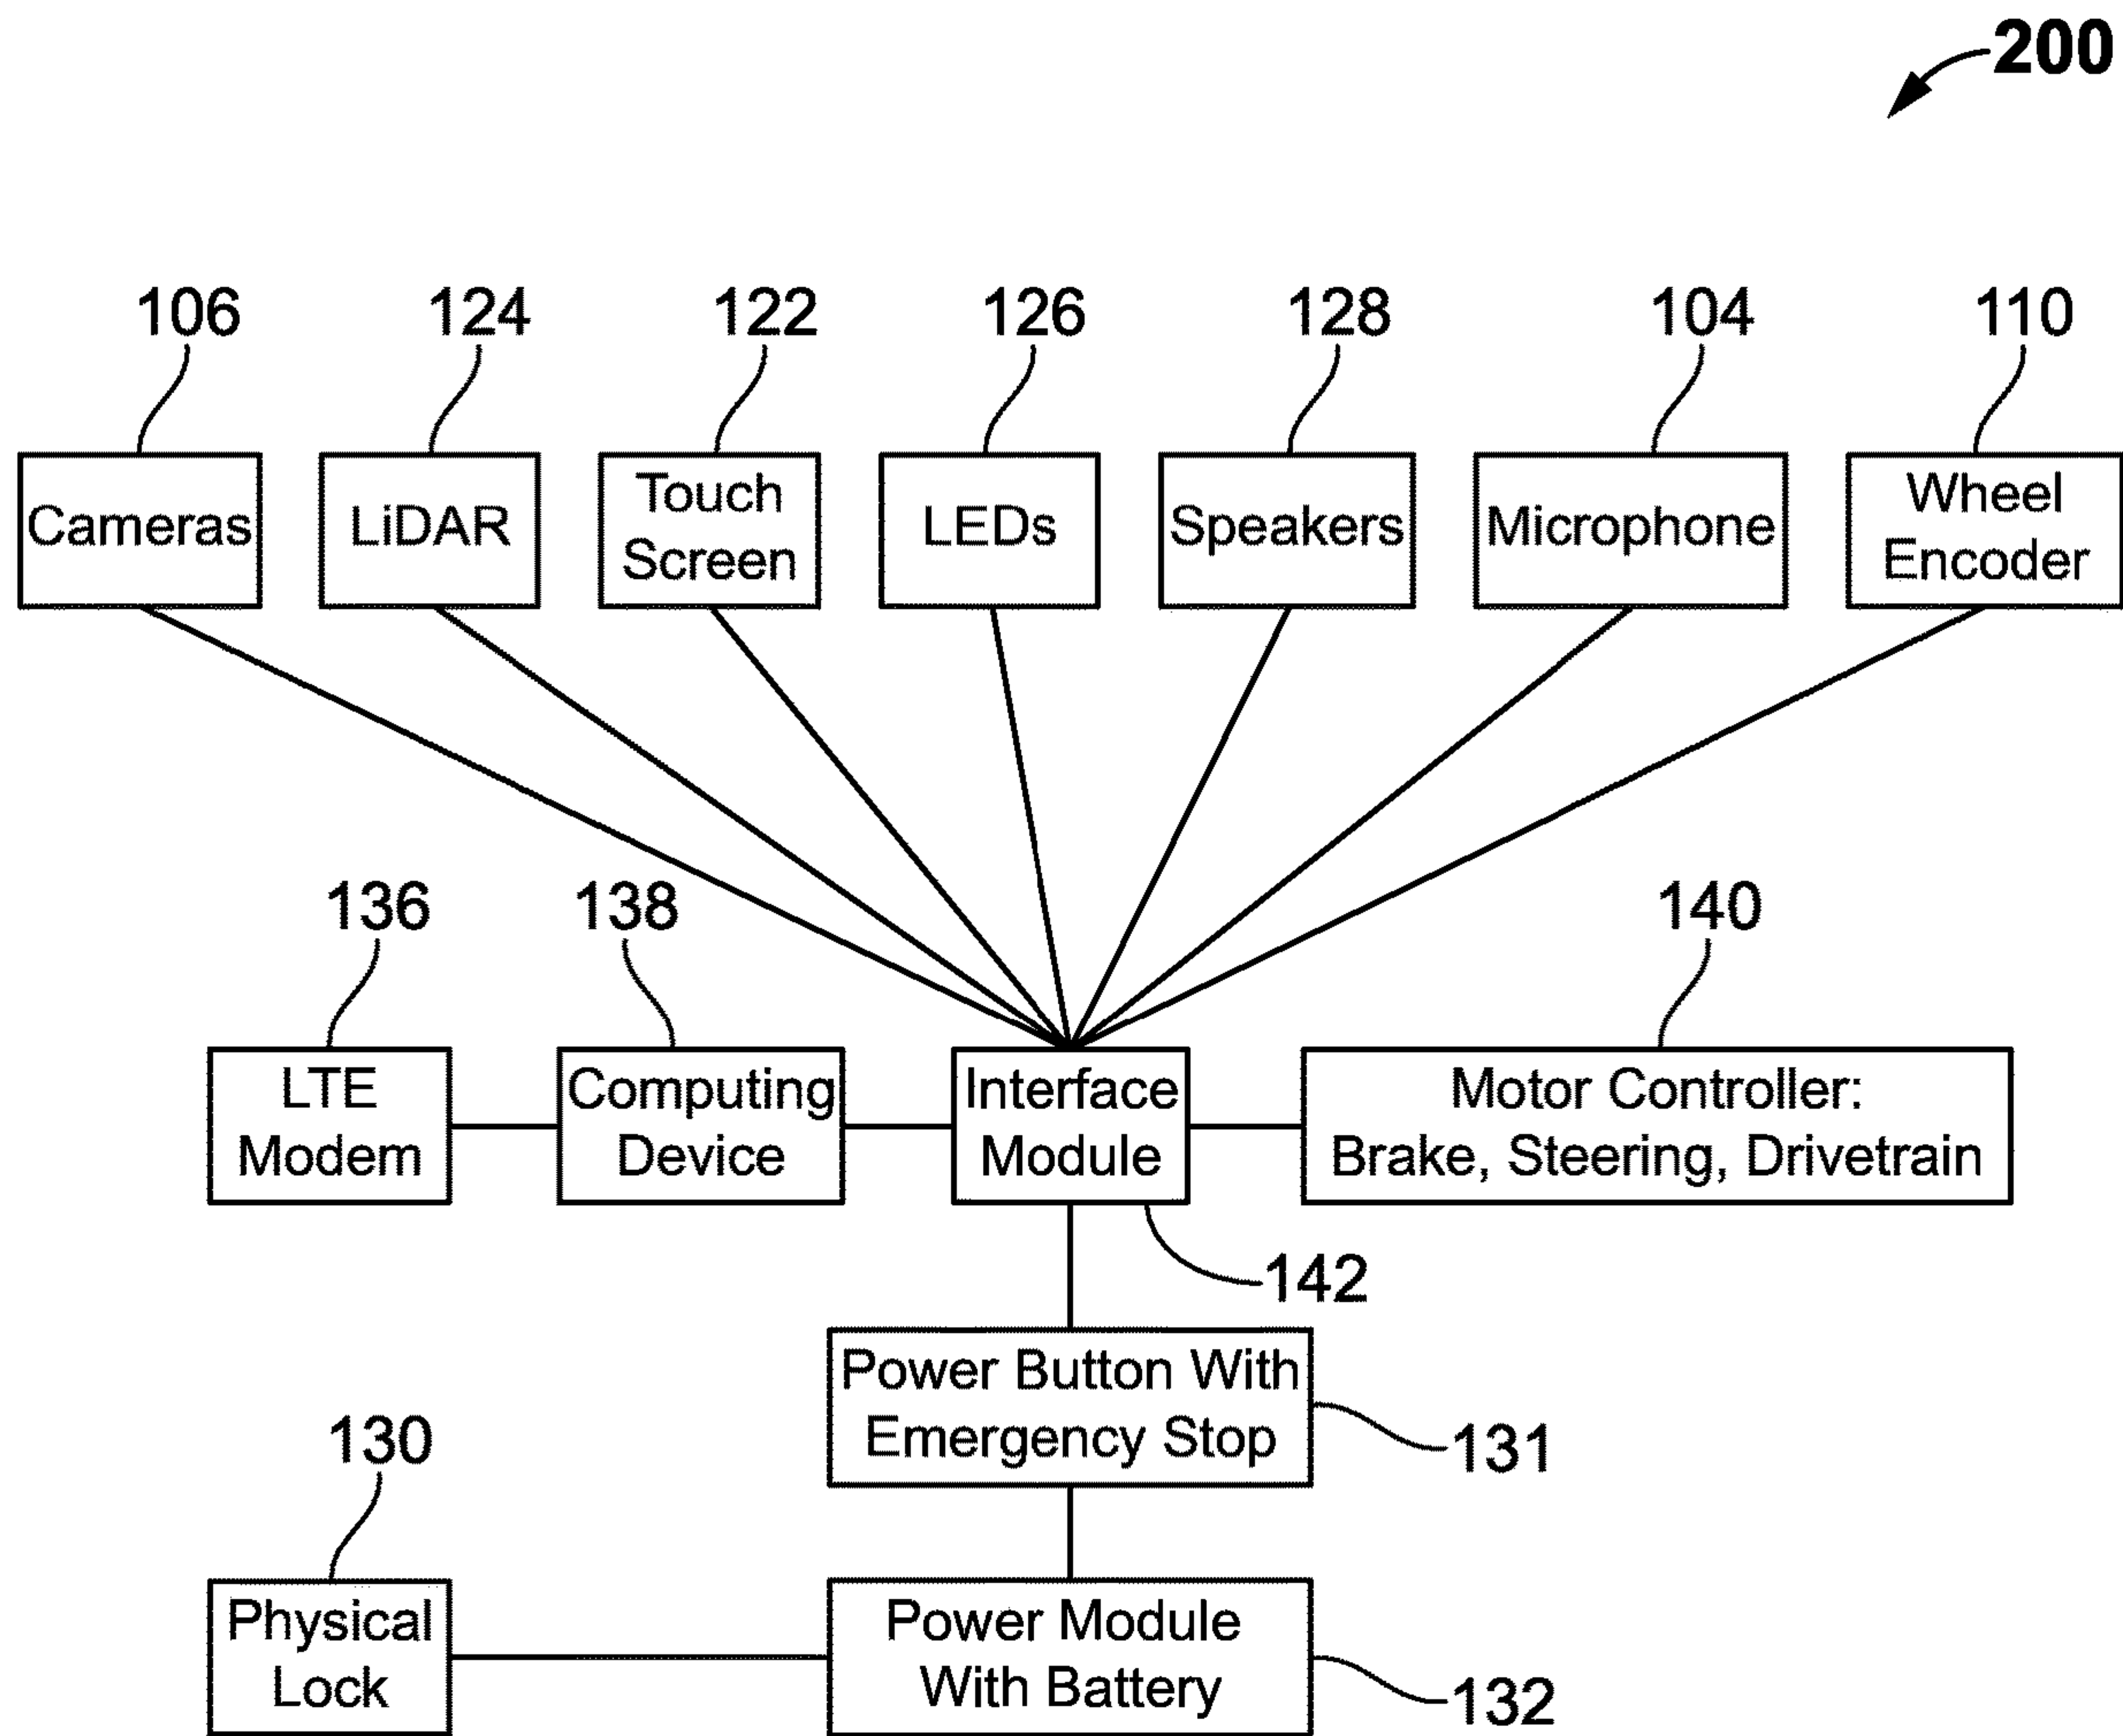 200
106
124
122
126
128
104
110
Cameras
LiDAR
Touch
Screen
LEDs
Speakers
Microphone
Wheel
Encoder
136
138
140
LTE
Modem
Computing
Device
Interface
Module
Motor Controller:
Brake, Steering, Drivetrain
142
Power Button With
Emergency Stop
131
130
Physical
Lock
Power Module
With Battery
132